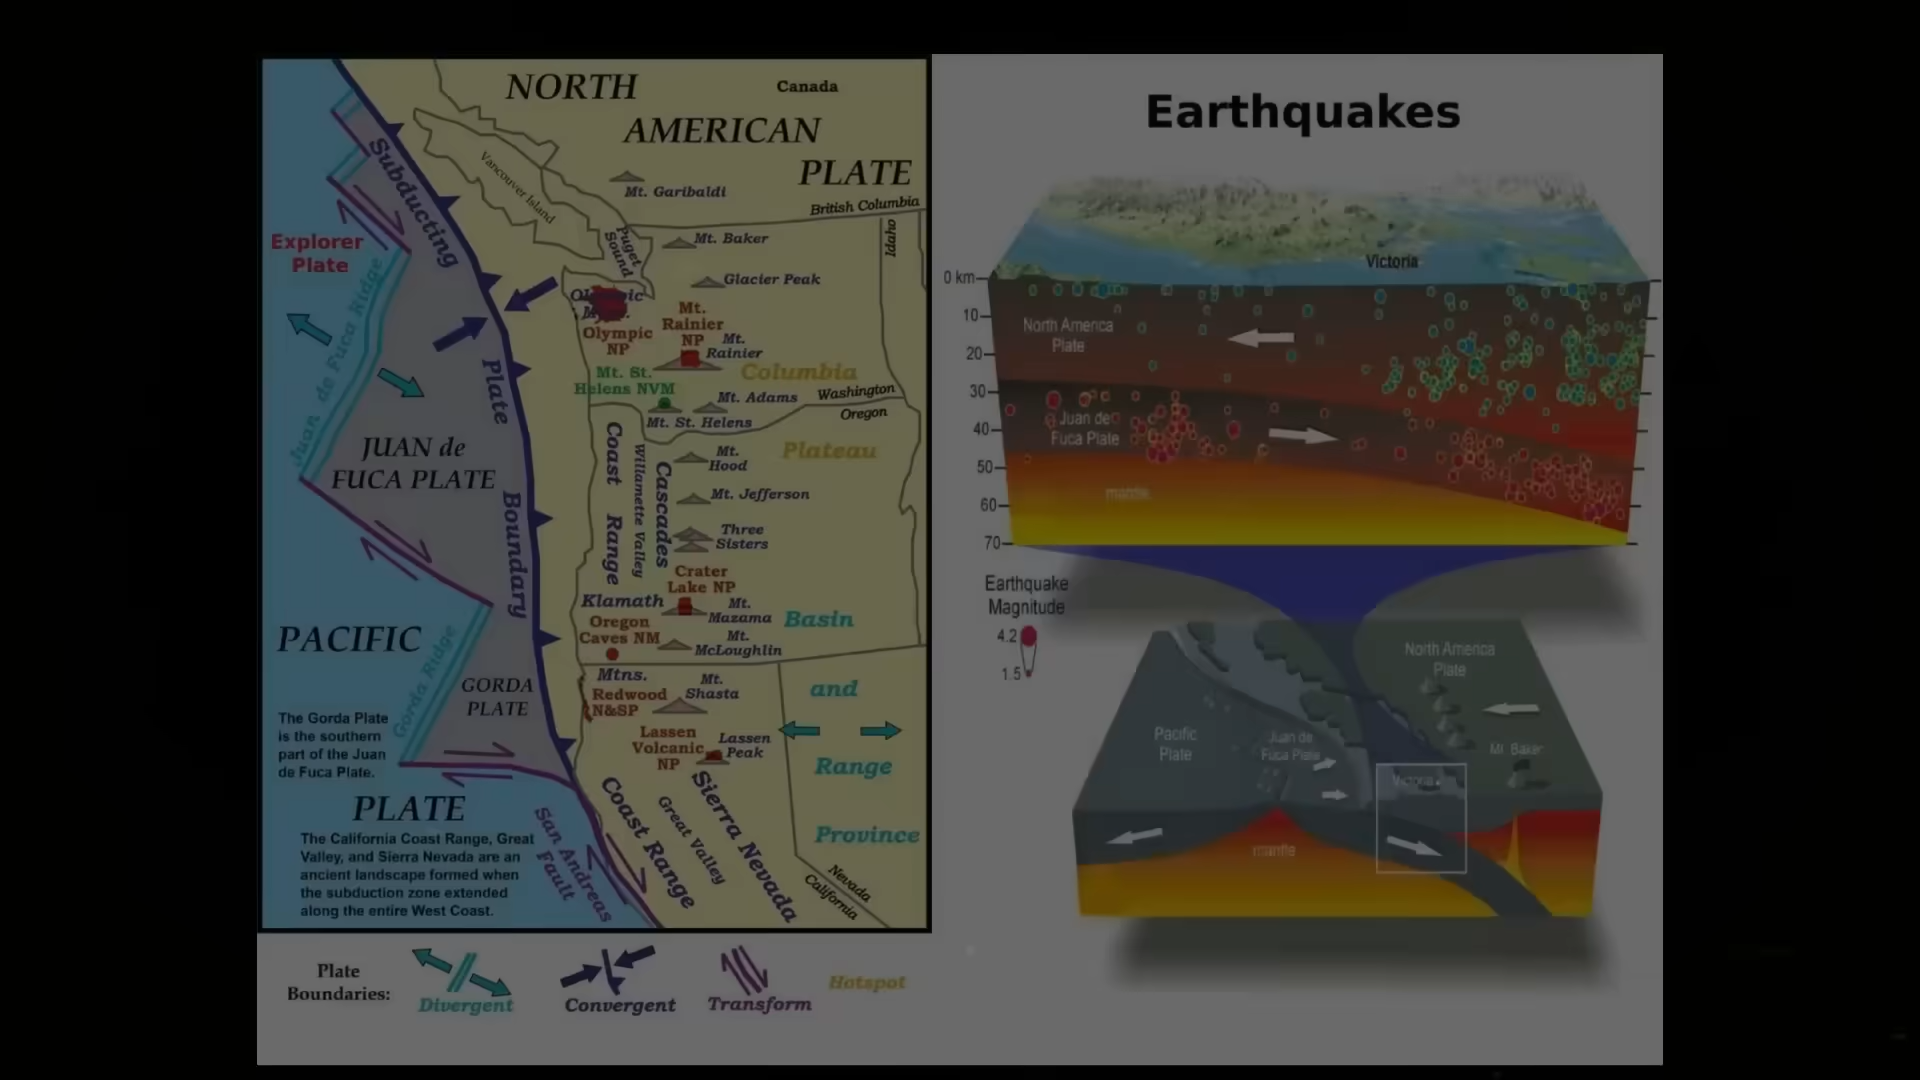 NORTH
Canada
AMERICAN
PLATE
British Columbia
Idaho
Vancouver Island
Mt. Garibaldi
Puget
Sound
Mt. Baker
Glacier Peak
Subducting
Plate
Boundary
Explorer
Plate
Juan de Fuca Ridge
Olympic
Olympic
NP
Mt.
Rainier
NP
Mt.
Rainier
Mt. St.
Helens NVM
Columbia
Washington
Oregon
Mt. Adams
Mt. St. Helens
Plateau
JUAN de
FUCA PLATE
Coast Range
Willamette Valley
Cascades
Mt.
Hood
Mt. Jefferson
Three
Sisters
Crater
Lake NP
Klamath
Mt.
Mazama
Basin
Oregon
Caves NM
Mt.
McLoughlin
PACIFIC
Gorda Ridge
GORDA
PLATE
Mtns.
Redwood
N&SP
Mt.
Shasta
and
The Gorda Plate
is the southern
part of the Juan
de Fuca Plate.
Lassen
Volcanic
NP
Lassen
Peak
Range
PLATE
The California Coast Range, Great
Valley, and Sierra Nevada are an
ancient landscape formed when
the subduction zone extended
along the entire West Coast.
San Andreas
Fault
Coast Range
Great Valley
Sierra Nevada
Province
Nevada
California
Plate
Boundaries:
Divergent
Convergent
Transform
Hotspot
Earthquakes
Victoria
0 km
10
20
30
40
50
60
70
North America
Plate
Juan de
Fuca Plate
mantle
Earthquake
Magnitude
4.2
1.5
North America
Plate
Pacific
Plate
Juan de
Fuca Plate
Mt. Baker
Victoria
mantle